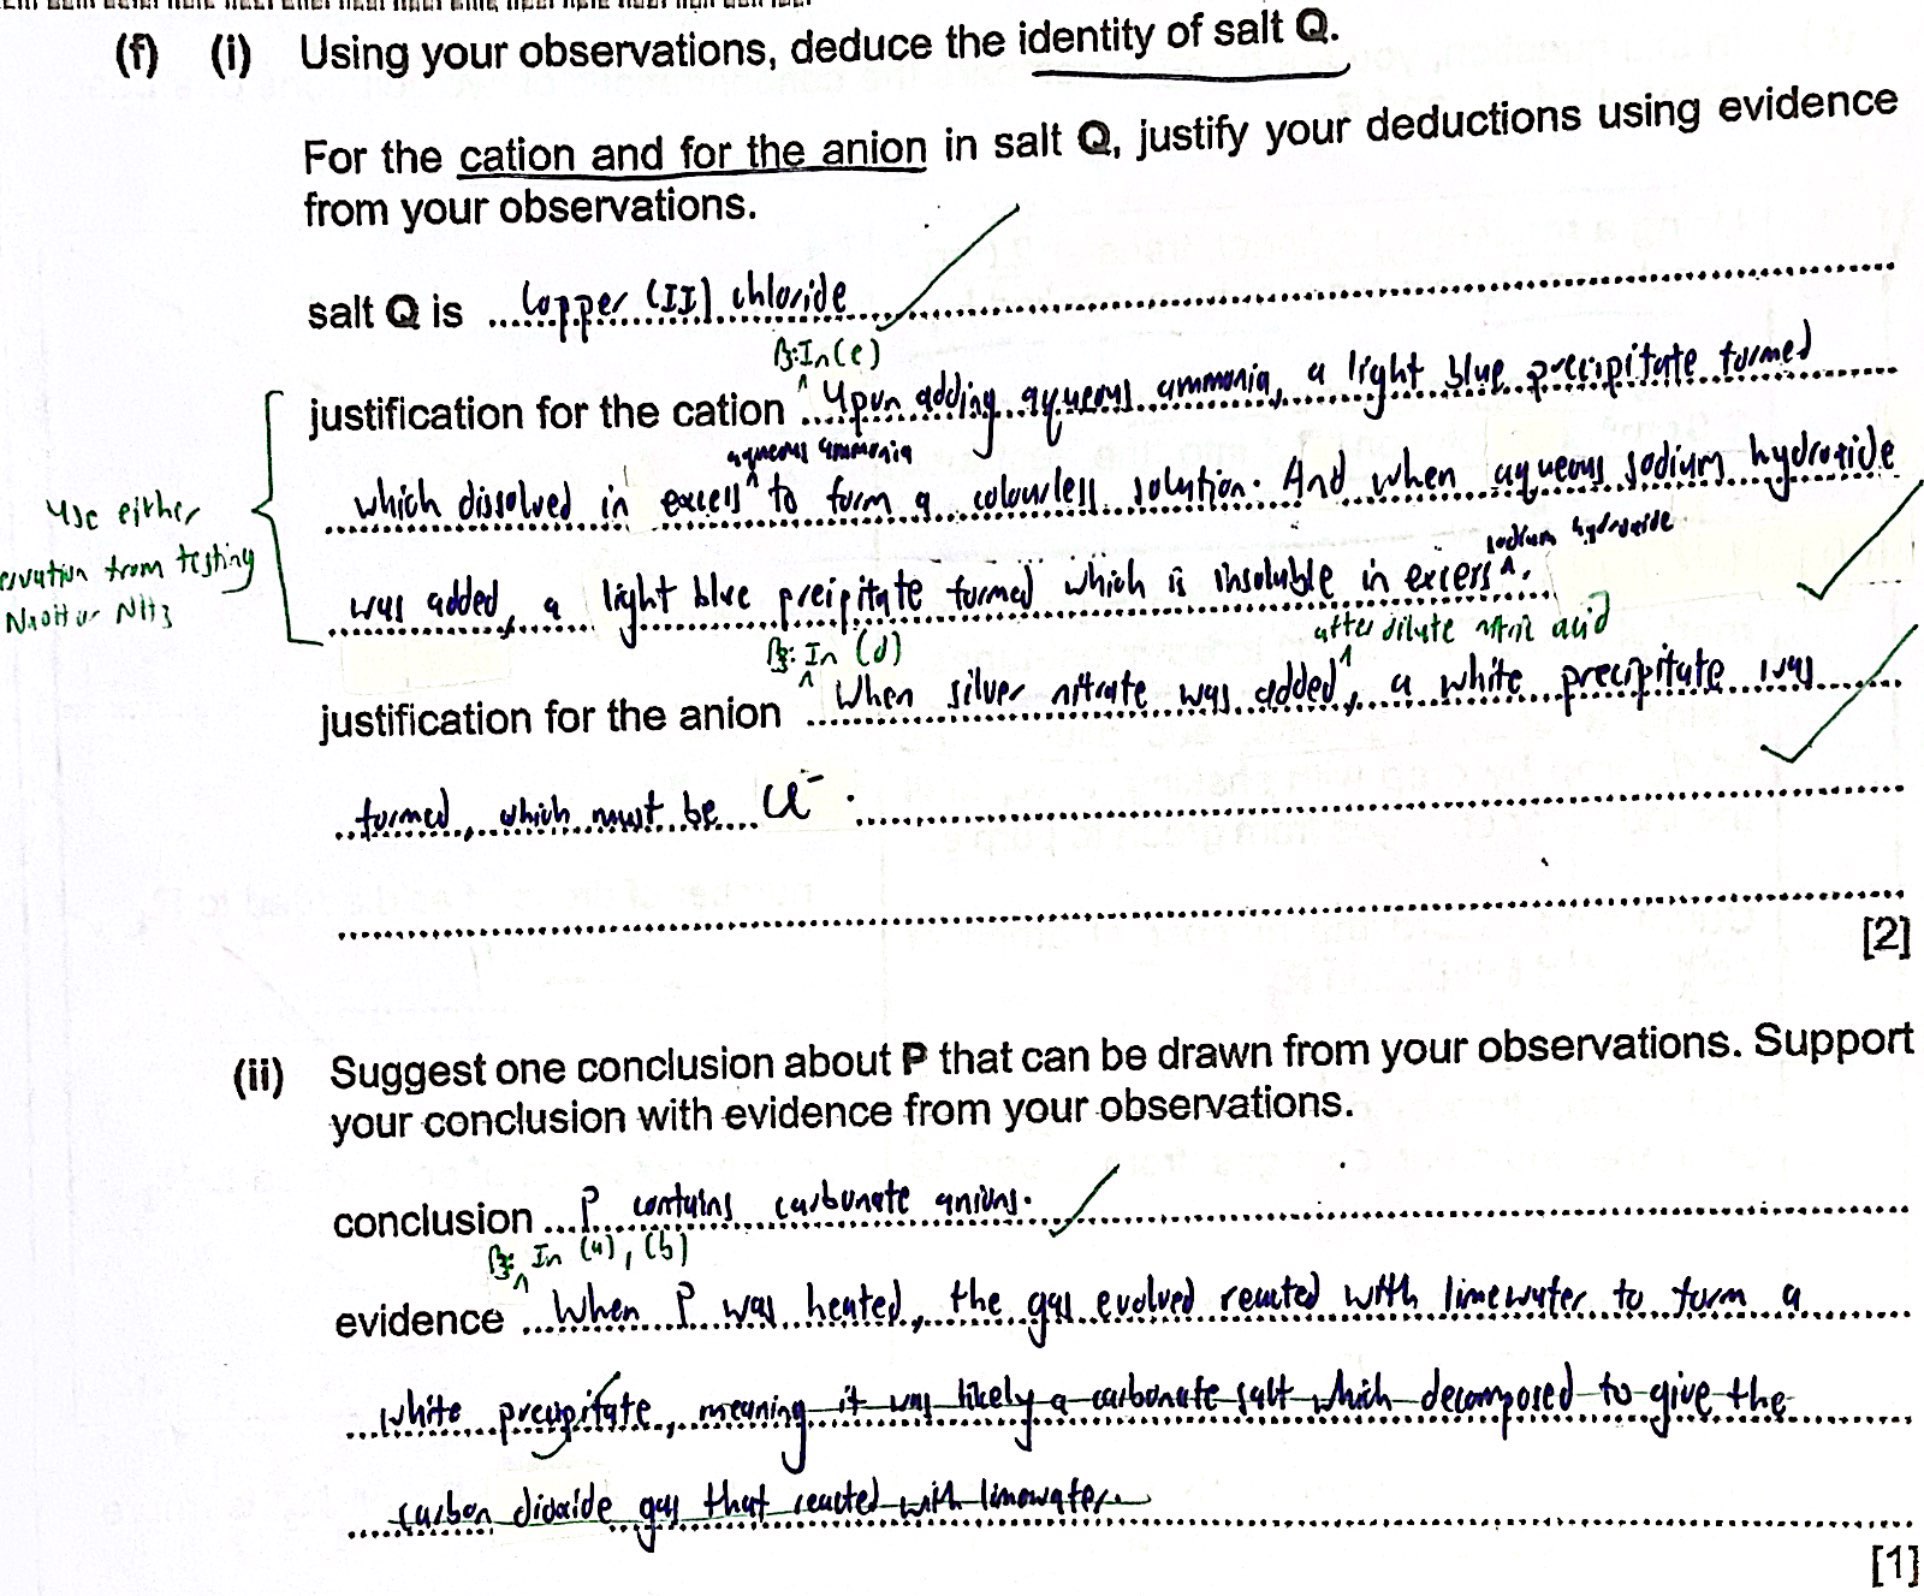 (f) (i) Using your observations, deduce the identity of salt Q.
For the cation and for the anion in salt Q, justify your deductions using evidence
from your observations.
salt Q is Copper (II) chloride
In (e)
justification for the cation Upon adding aqueous ammonia, a light blue precipitate formed
aqueous ammonia
which dissolved in excess to form a colourless solution. And when aqueous sodium hydroxide
sodium hydroxide
was added, a light blue preipitate formed which is insoluble in excess.
use either
from testing
NaOH or NH3
after dilute nitric acid
In (d)
justification for the anion When silver nitrate was added, a white precipitate was
formed, which must be Cl⁻.
[2]
(ii) Suggest one conclusion about P that can be drawn from your observations. Support
your conclusion with evidence from your observations.
conclusion P contains carbonate anions.
In (a), (b)
evidence When P was heated, the gas evolved reacted with limewater to form a
white precipitate, meaning it was likely a carbonate salt which decomposed to give the
carbon dioxide gas that reacted with limewater.
[1]